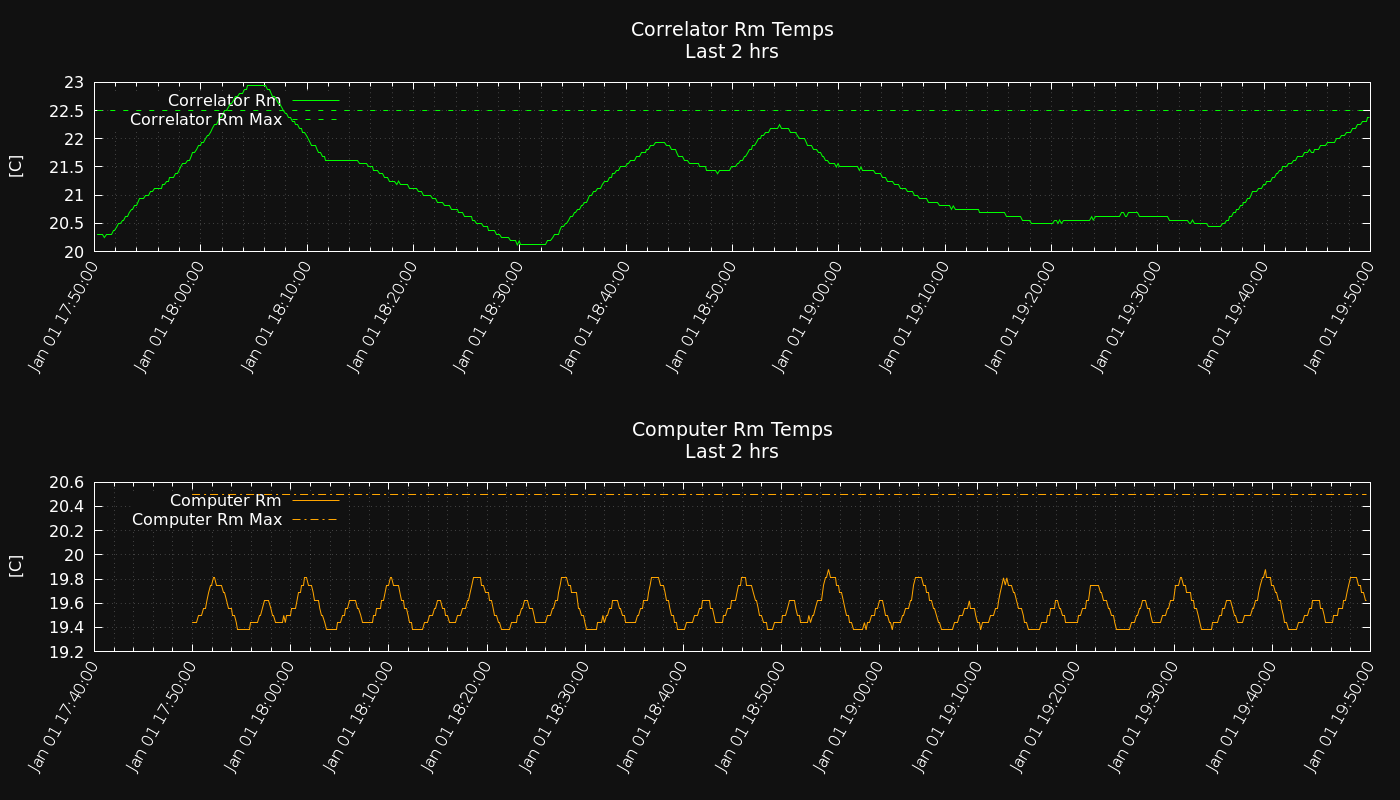 Correlator Rm Temps
Last 2 hrs
23
Correlator Rm
22.5
Correlator Rm Max
22
[C]
21.5
21
20.5
20
Jan 01 17:50:00
Jan 01 18:00:00
Jan 01 18:10:00
Jan 01 18:20:00
Jan 01 18:30:00
Jan 01 18:40:00
Jan 01 18:50:00
Jan 01 19:00:00
Jan 01 19:10:00
Jan 01 19:20:00
Jan 01 19:30:00
Jan 01 19:40:00
Jan 01 19:50:00
Computer Rm Temps
Last 2 hrs
20.6
Computer Rm
20.4
Computer Rm Max
20.2
20
[C]
19.8
19.6
19.4
19.2
Jan 01 17:40:00
Jan 01 17:50:00
Jan 01 18:00:00
Jan 01 18:10:00
Jan 01 18:20:00
Jan 01 18:30:00
Jan 01 18:40:00
Jan 01 18:50:00
Jan 01 19:00:00
Jan 01 19:10:00
Jan 01 19:20:00
Jan 01 19:30:00
Jan 01 19:40:00
Jan 01 19:50:00